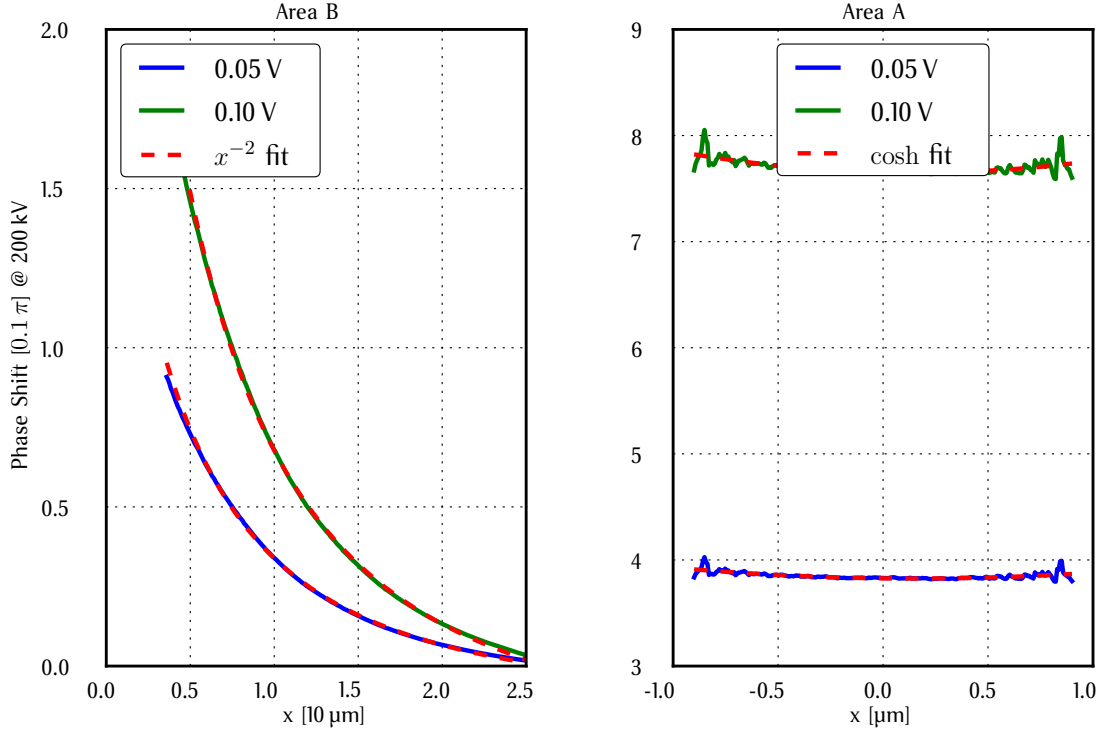 Area B
2.0
1.5
1.0
0.5
0.0
Phase Shift [0.1 π] @ 200 kV
0.05 V
0.10 V
x⁻² fit
0.0 0.5 1.0 1.5 2.0 2.5
x [10 µm]
Area A
9
8
7
6
5
4
3
0.05 V
0.10 V
cosh fit
-1.0 -0.5 0.0 0.5 1.0
x [µm]